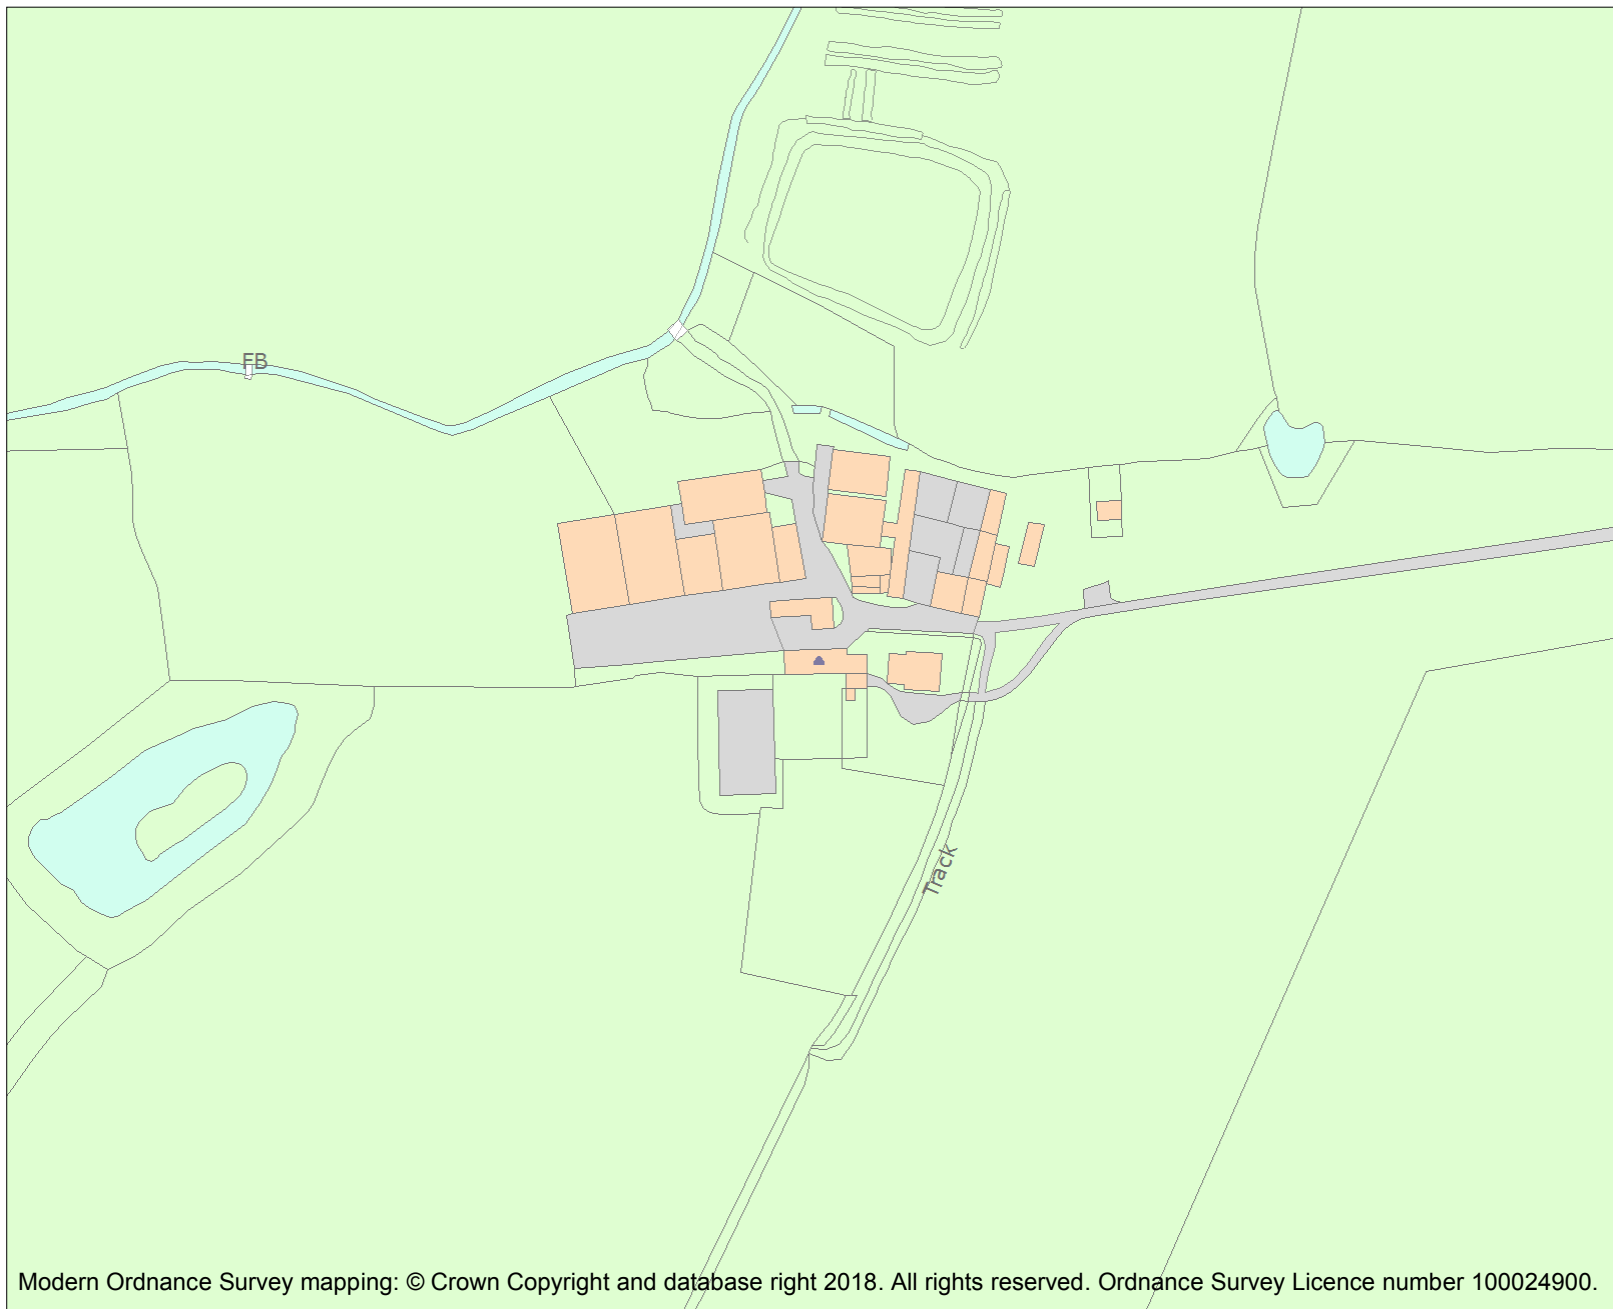 FB
Track
Modern Ordnance Survey mapping: © Crown Copyright and database right 2018. All rights reserved. Ordnance Survey Licence number 100024900.